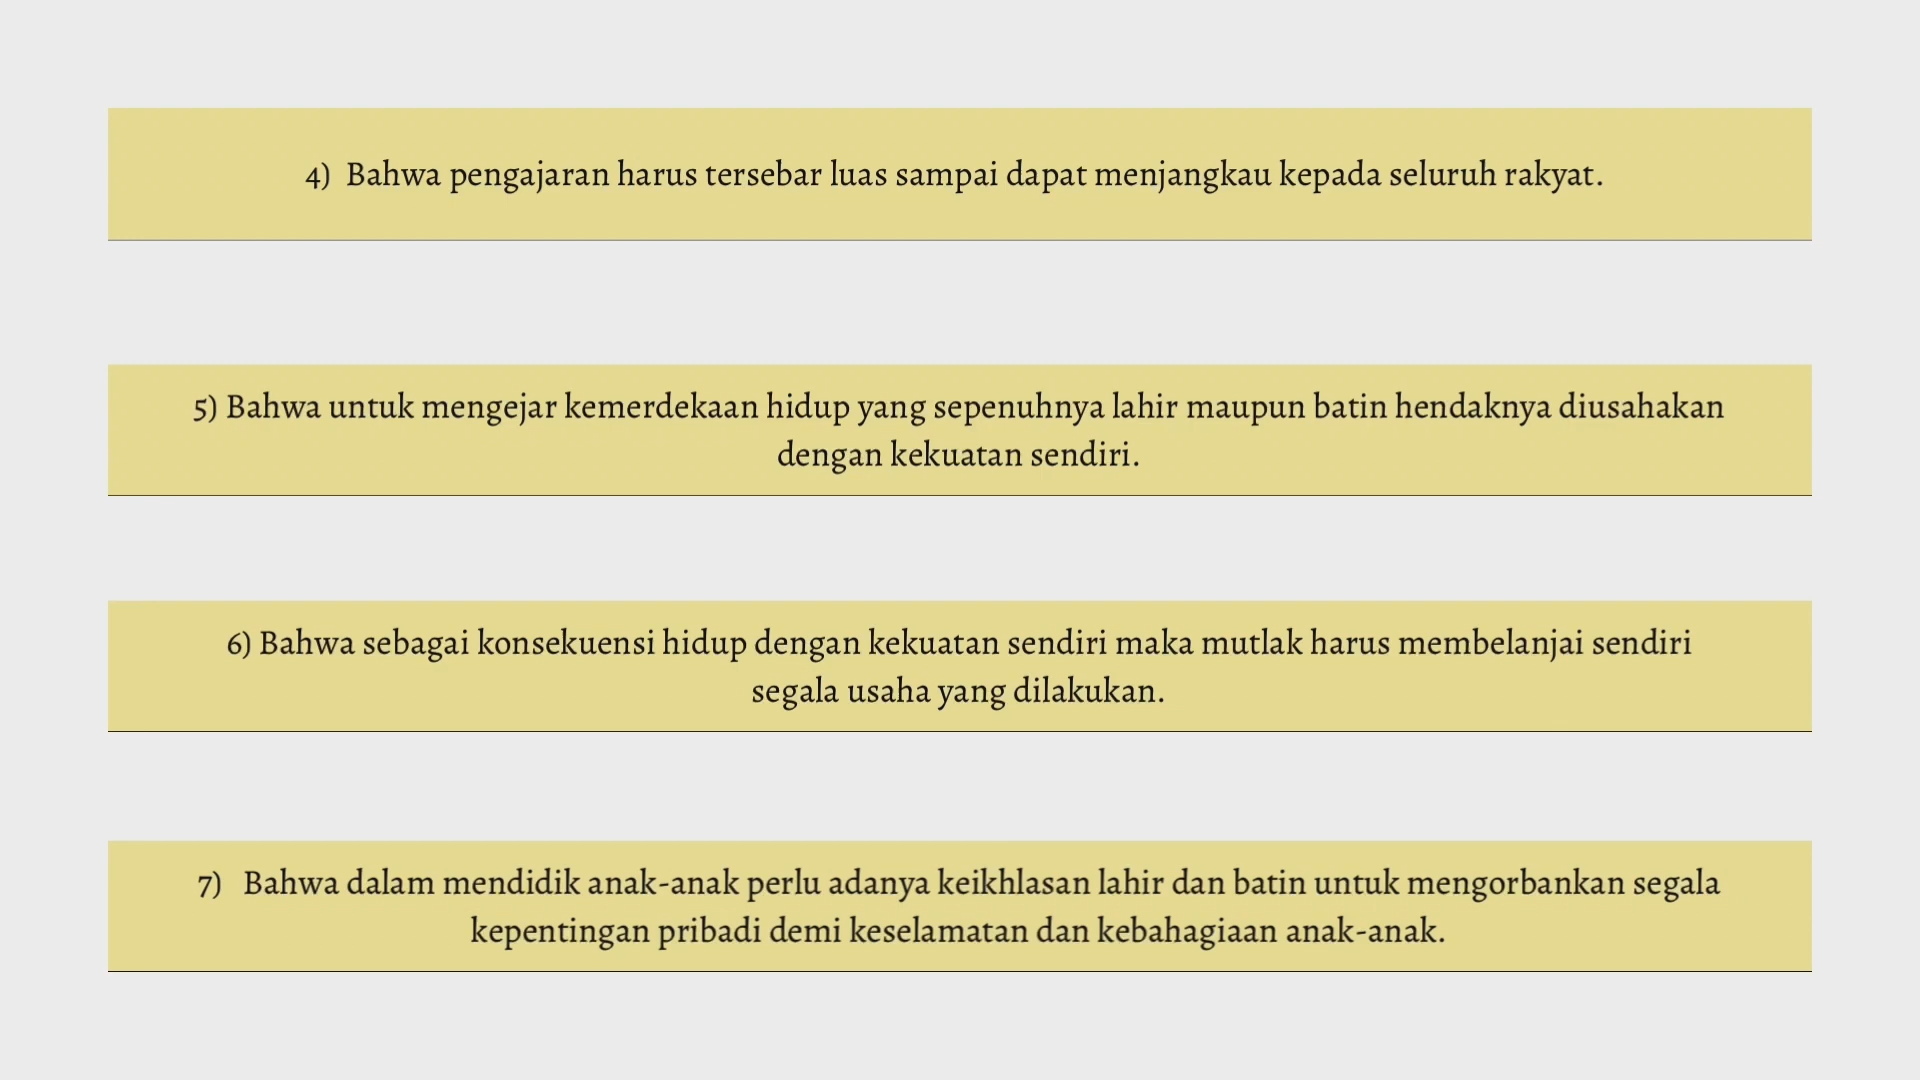 4) Bahwa pengajaran harus tersebar luas sampai dapat menjangkau kepada seluruh rakyat.
5) Bahwa untuk mengejar kemerdekaan hidup yang sepenuhnya lahir maupun batin hendaknya diusahakan
dengan kekuatan sendiri.
6) Bahwa sebagai konsekuensi hidup dengan kekuatan sendiri maka mutlak harus membelanjai sendiri
segala usaha yang dilakukan.
7) Bahwa dalam mendidik anak-anak perlu adanya keikhlasan lahir dan batin untuk mengorbankan segala
kepentingan pribadi demi keselamatan dan kebahagiaan anak-anak.